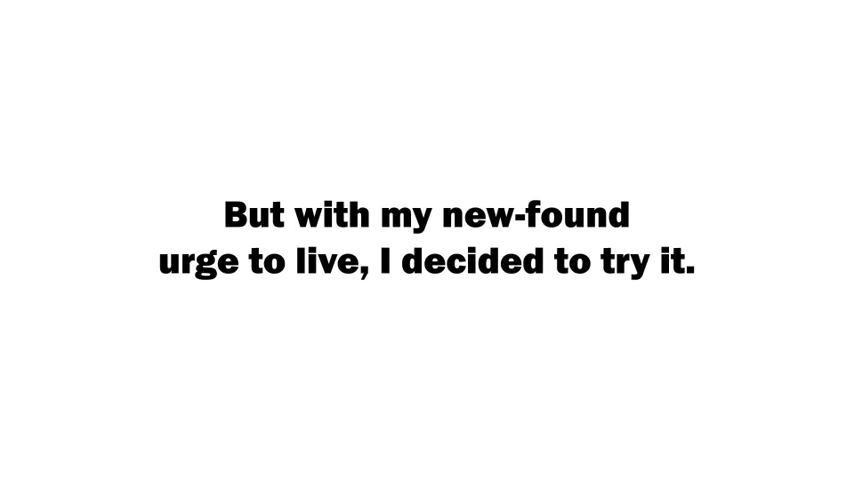 But with my new-found
urge to live, I decided to try it.